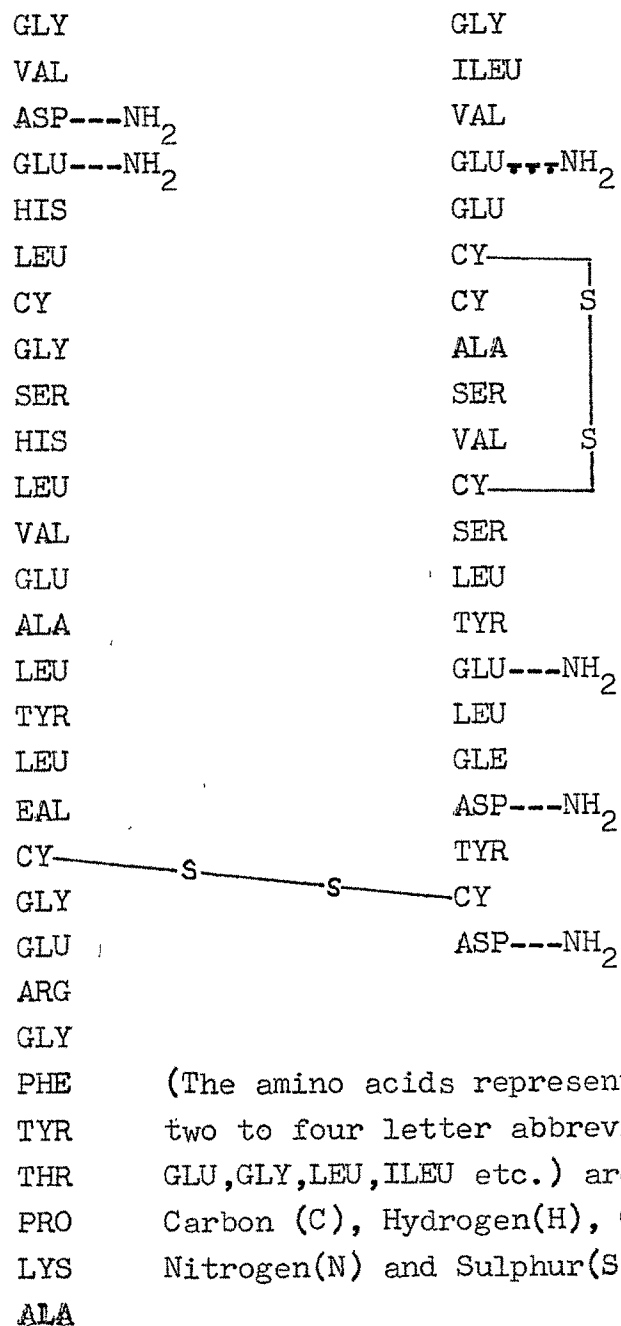 GLY GLY
VAL ILEU
ASP---NH2 VAL
GLU---NH2 GLU---NH2
HIS GLU
LEU CY
CY CY S
GLY ALA
SER SER
HIS VAL S
LEU CY
VAL SER
GLU LEU
ALA TYR
LEU GLU---NH2
TYR LEU
LEU GLE
EAL ASP---NH2
CY S TYR
GLY S CY
GLU ASP---NH2
ARG
GLY
PHE (The amino acids represen
TYR two to four letter abbrev
THR GLU,GLY,LEU,ILEU etc.) ar
PRO Carbon (C), Hydrogen(H),
LYS Nitrogen(N) and Sulphur(S
ALA